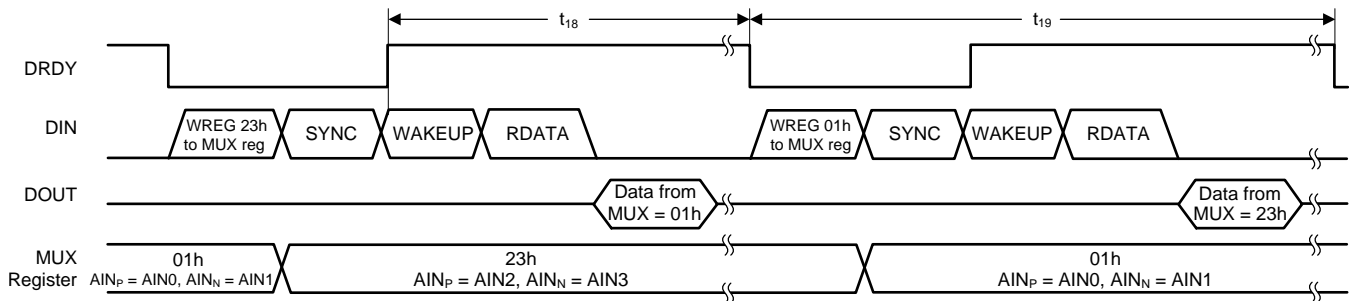 t18
t19
DRDY
DIN
WREG 23h
to MUX reg
SYNC
WAKEUP
RDATA
WREG 01h
to MUX reg
SYNC
WAKEUP
RDATA
DOUT
Data from
MUX = 01h
Data from
MUX = 23h
MUX
Register
01h
AINP = AIN0, AINN = AIN1
23h
AINP = AIN2, AINN = AIN3
01h
AINP = AIN0, AINN = AIN1